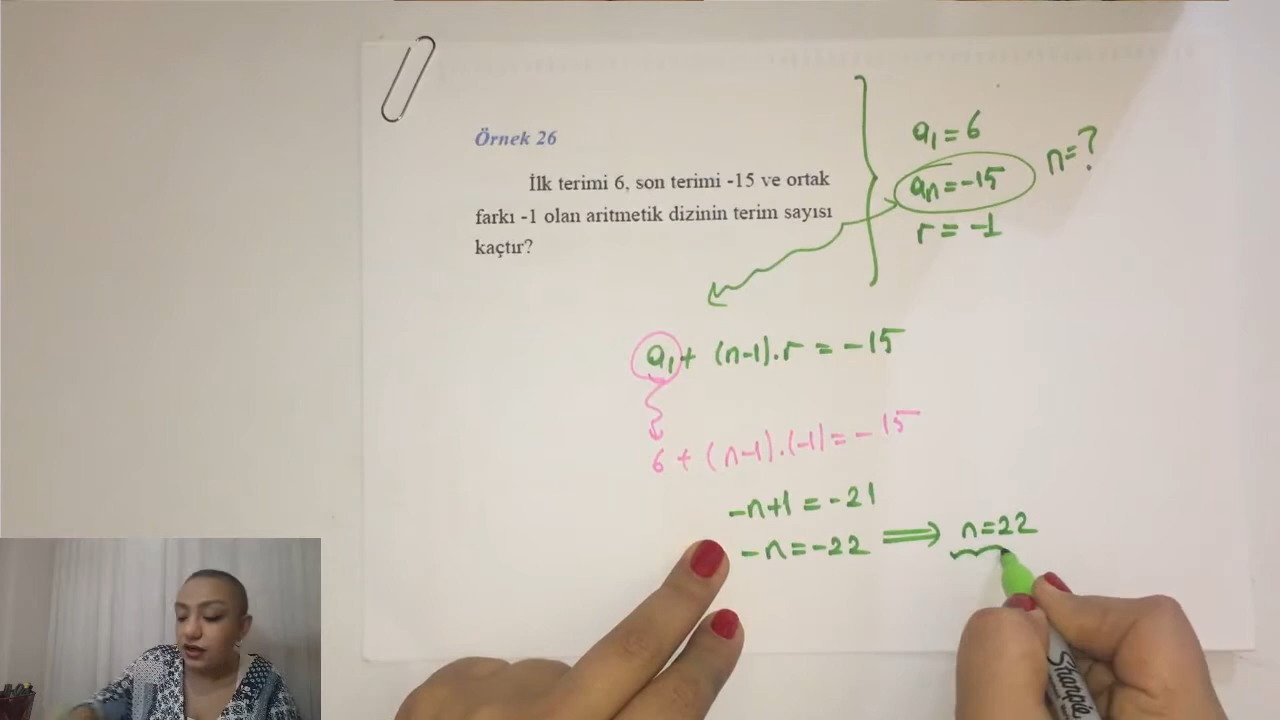 Örnek 26
İlk terimi 6, son terimi -15 ve ortak
farkı -1 olan aritmetik dizinin terim sayısı
kaçtır?
a₁ = 6
aₙ = -15
n = ?
r = -1
a₁ + (n-1).r = -15
6 + (n-1).(-1) = -15
-n+1 = -21
-n = -22 ⟹ n = 22
Sharpie